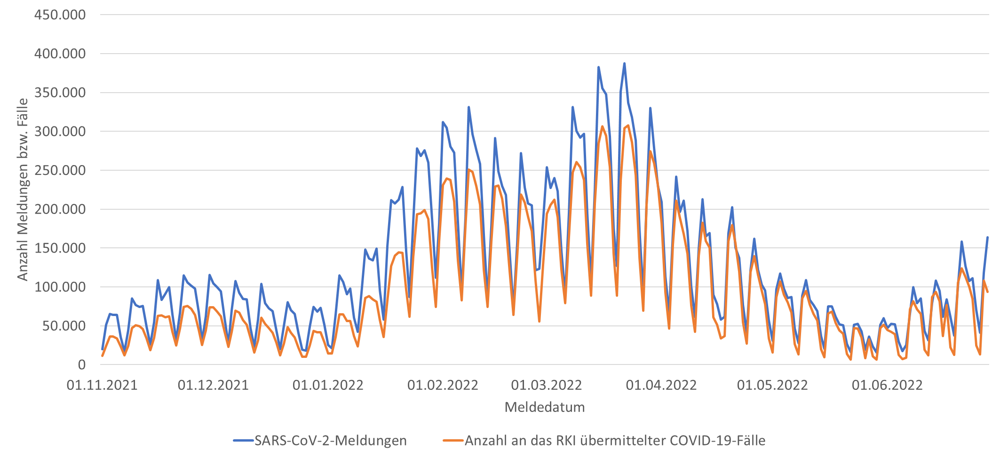 450.000
400.000
350.000
300.000
250.000
200.000
150.000
100.000
50.000
0
Anzahl Meldungen bzw. Fälle
01.11.2021 01.12.2021 01.01.2022 01.02.2022 01.03.2022 01.04.2022 01.05.2022 01.06.2022
Meldedatum
SARS-CoV-2-Meldungen Anzahl an das RKI übermittelter COVID-19-Fälle